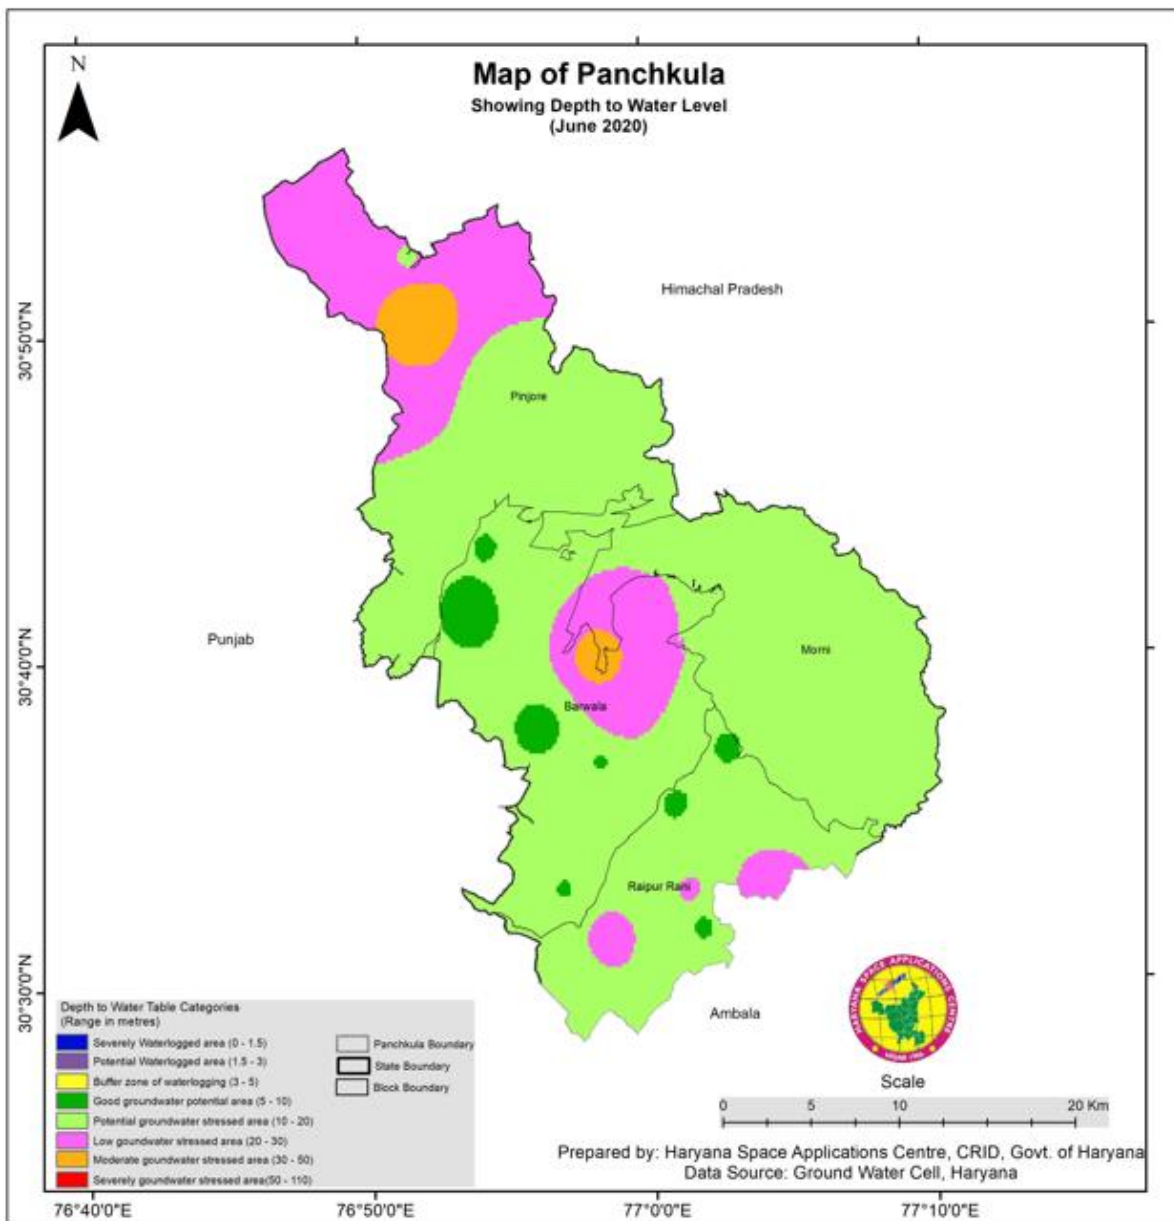 N
Map of Panchkula
Showing Depth to Water Level
(June 2020)
Himachal Pradesh
30°50'0"N
Pinjore
Punjab
30°40'0"N
Morni
Barwala
Raipur Rani
30°30'0"N
Ambala
HARYANA SPACE APPLICATIONS CENTRE
Depth to Water Table Categories
(Range in metres)
Severely Waterlogged area (0 - 1.5)
Potential Waterlogged area (1.5 - 3)
Buffer zone of waterlogging (3 - 5)
Good groundwater potential area (5 - 10)
Potential groundwater stressed area (10 - 20)
Low goundwater stressed area (20 - 30)
Moderate goundwater stressed area (30 - 50)
Severely goundwater stressed area(50 - 110)
Panchkula Boundary
State Boundary
Block Boundary
Scale
0 5 10 20 Km
Prepared by: Haryana Space Applications Centre, CRID, Govt. of Haryana
Data Source: Ground Water Cell, Haryana
76°40'0"E 76°50'0"E 77°0'0"E 77°10'0"E